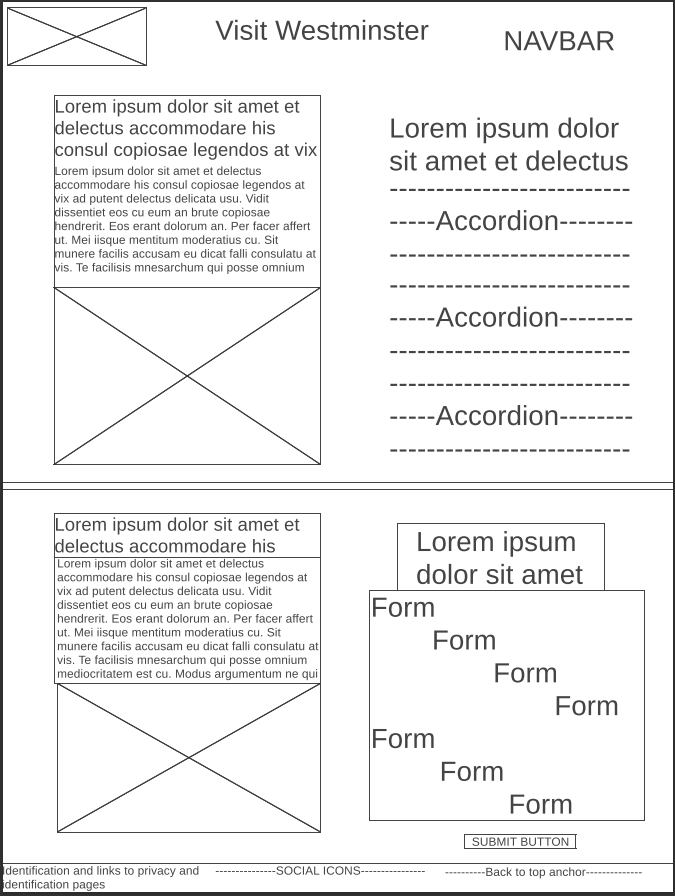 Visit Westminster
NAVBAR
Lorem ipsum dolor sit amet et
delectus accommodare his
consul copiosae legendos at vix
Lorem ipsum dolor sit amet et delectus
accommodare his consul copiosae legendos at
vix ad putent delectus delicata usu. Vidit
dissentiet eos cu eum an brute copiosae
hendrerit. Eos erant dolorum an. Per facer affert
ut. Mei iisque mentitum moderatius cu. Sit
munere facilis accusam eu dicat falli consulatu at
vis. Te facilisis mnesarchum qui posse omnium
Lorem ipsum dolor
sit amet et delectus
--------------------------
-----Accordion--------
--------------------------
--------------------------
-----Accordion--------
--------------------------
--------------------------
-----Accordion--------
--------------------------
Lorem ipsum dolor sit amet et
delectus accommodare his
Lorem ipsum dolor sit amet et delectus
accommodare his consul copiosae legendos at
vix ad putent delectus delicata usu. Vidit
dissentiet eos cu eum an brute copiosae
hendrerit. Eos erant dolorum an. Per facer affert
ut. Mei iisque mentitum moderatius cu. Sit
munere facilis accusam eu dicat falli consulatu at
vis. Te facilisis mnesarchum qui posse omnium
mediocritatem est cu. Modus argumentum ne qui
Lorem ipsum
dolor sit amet
Form
Form
Form
Form
Form
Form
Form
SUBMIT BUTTON
Identification and links to privacy and
identification pages
---------------SOCIAL ICONS----------------
----------Back to top anchor--------------